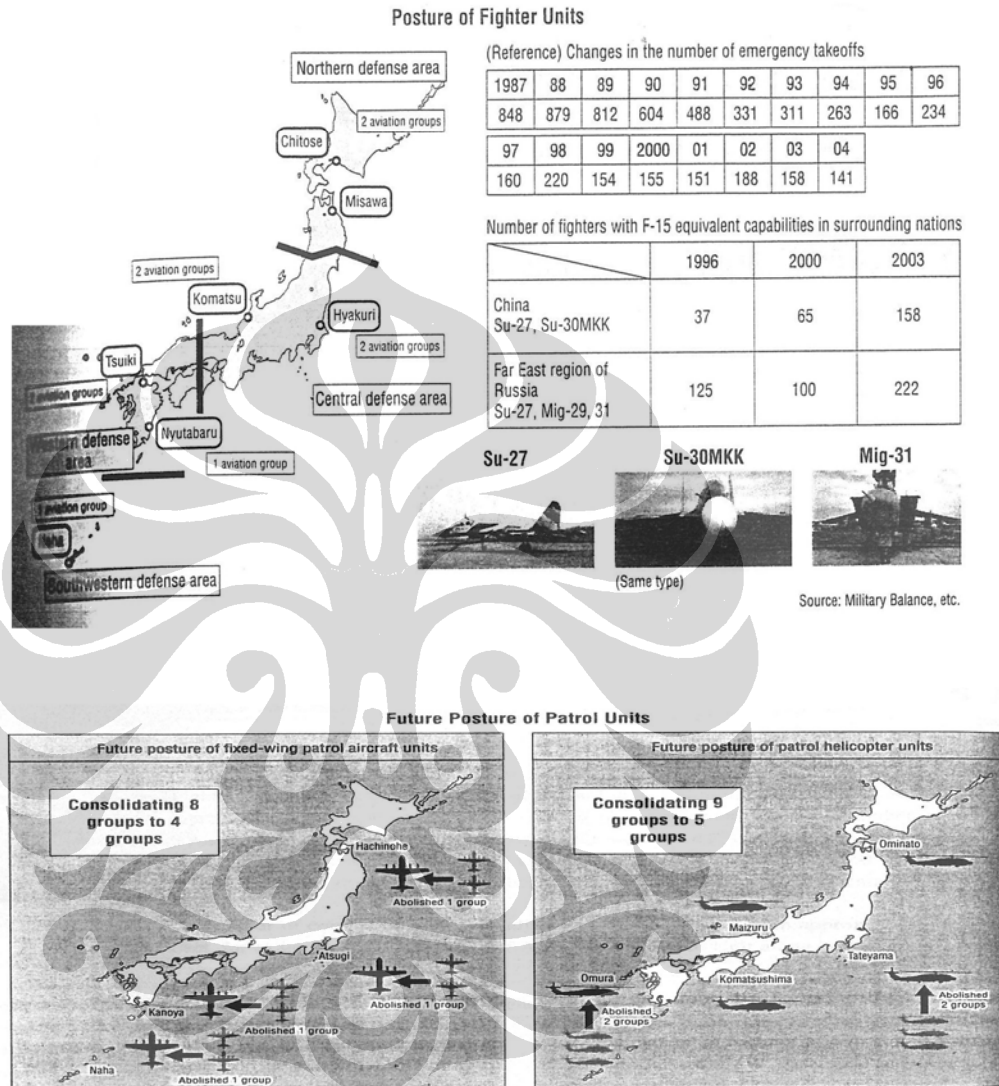 Posture of Fighter Units
Northern defense area
2 aviation groups
Chitose
Misawa
2 aviation groups
Komatsu
Hyakuri
2 aviation groups
Central defense area
Tsuiki
aviation groups
Western defense
area
Nyutabaru
1 aviation group
1 aviation group
Naha
Southwestern defense area
(Reference) Changes in the number of emergency takeoffs
1987 88 89 90 91 92 93 94 95 96
848 879 812 604 488 331 311 263 166 234
97 98 99 2000 01 02 03 04
160 220 154 155 151 188 158 141
Number of fighters with F-15 equivalent capabilities in surrounding nations
1996 2000 2003
China
Su-27, Su-30MKK 37 65 158
Far East region of
Russia 125 100 222
Su-27, Mig-29, 31
Su-27 Su-30MKK Mig-31
(Same type)
Source: Military Balance, etc.
Future Posture of Patrol Units
Future posture of fixed-wing patrol aircraft units
Consolidating 8
groups to 4
groups
Hachinohe
Abolished 1 group
Atsugi
Abolished 1 group
Kanoya
Abolished 1 group
Naha
Abolished 1 group
Future posture of patrol helicopter units
Consolidating 9
groups to 5
groups
Ominato
Maizuru
Tateyama
Omura
Komatsushima
Abolished
2 groups
Abolished
2 groups